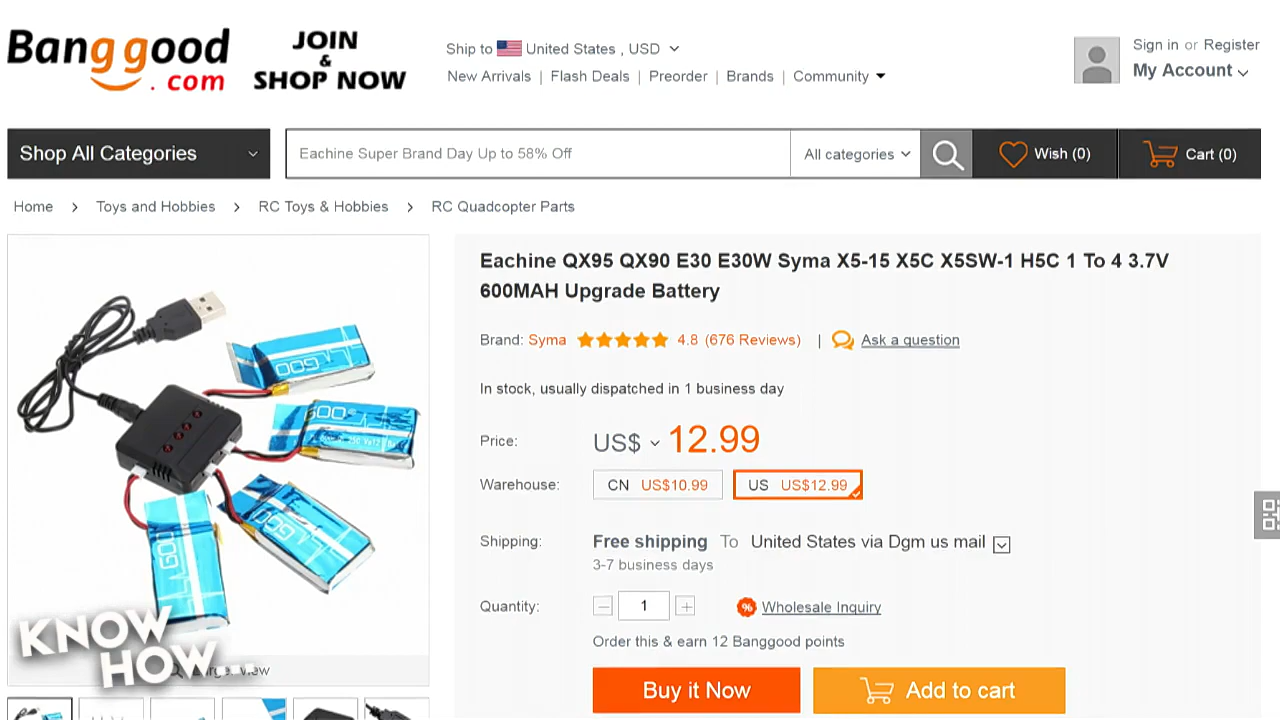 Banggood
.com
JOIN
&
SHOP NOW
Ship to United States , USD
New Arrivals | Flash Deals | Preorder | Brands | Community
Sign in or Register
My Account
Shop All Categories
Eachine Super Brand Day Up to 58% Off
All categories
Wish (0)
Cart (0)
Home > Toys and Hobbies > RC Toys & Hobbies > RC Quadcopter Parts
Eachine QX95 QX90 E30 E30W Syma X5-15 X5C X5SW-1 H5C 1 To 4 3.7V
600MAH Upgrade Battery
Brand: Syma 4.8 (676 Reviews) | Ask a question
In stock, usually dispatched in 1 business day
Price: US$ 12.99
Warehouse: CN US$10.99 US US$12.99
Shipping: Free shipping To United States via Dgm us mail
3-7 business days
Quantity: 1 Wholesale Inquiry
Order this & earn 12 Banggood points
Buy it Now
Add to cart
600
600
KNOW
HOW...
View